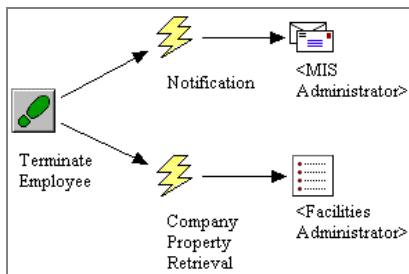 Notification
<MIS
Administrator>
Terminate
Employee
Company
Property
Retrieval
<Facilities
Administrator>